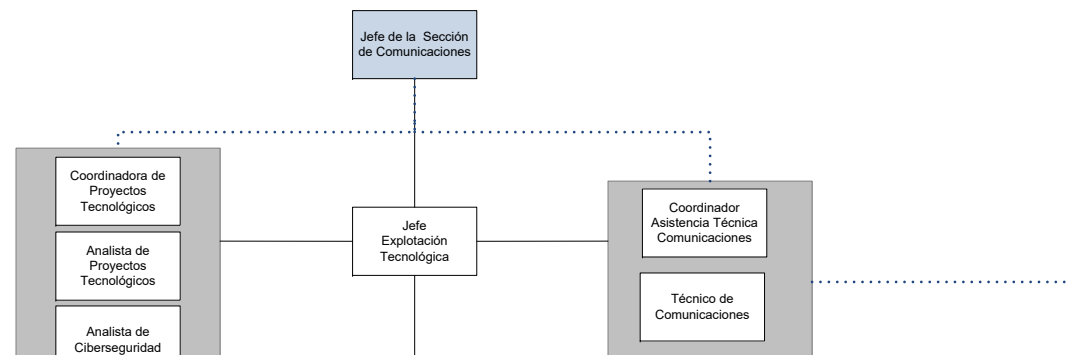 Jefe de la Sección
de Comunicaciones
Coordinadora de
Proyectos
Tecnológicos
Analista de
Proyectos
Tecnológicos
Analista de
Ciberseguridad
Jefe
Explotación
Tecnológica
Coordinador
Asistencia Técnica
Comunicaciones
Técnico de
Comunicaciones